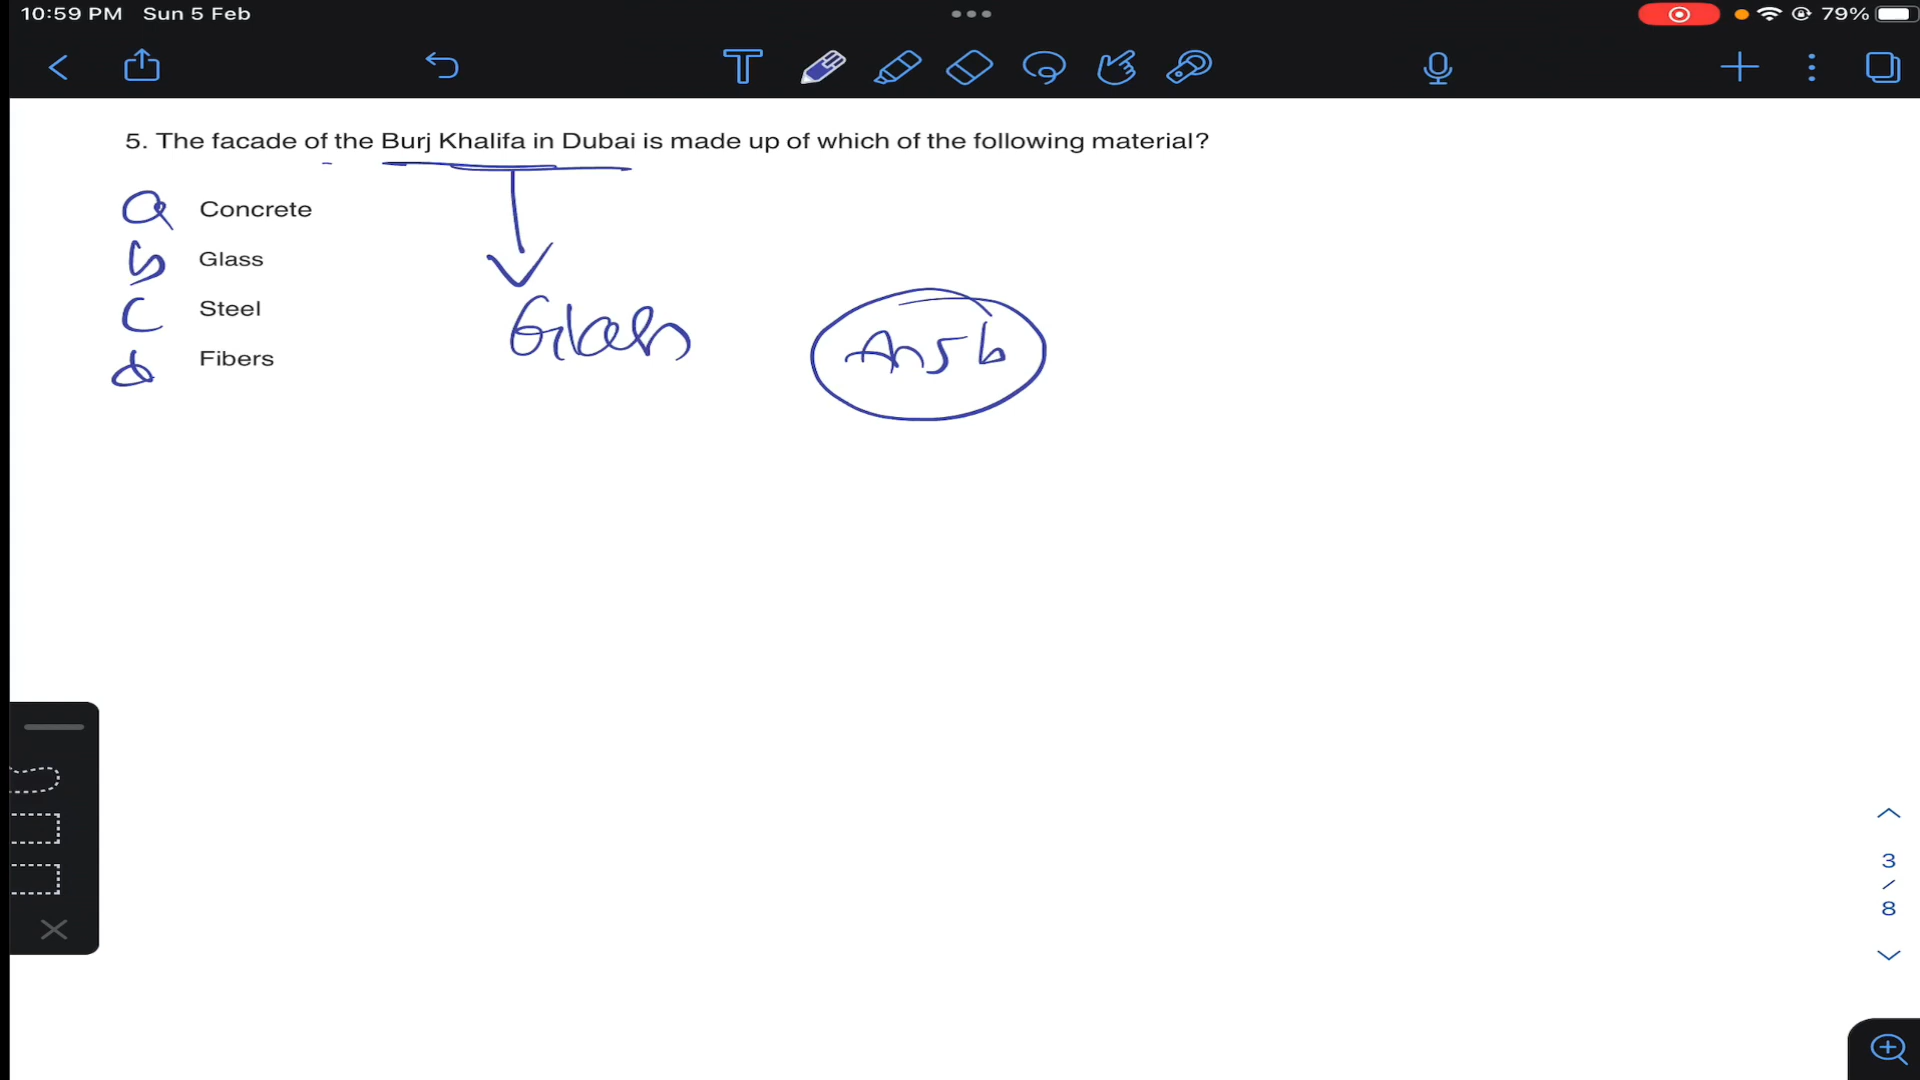 10:59 PM Sun 5 Feb
79%
5. The facade of the Burj Khalifa in Dubai is made up of which of the following material?
a Concrete
b Glass
c Steel
d Fibers
Glass
Ans b
3
/
8